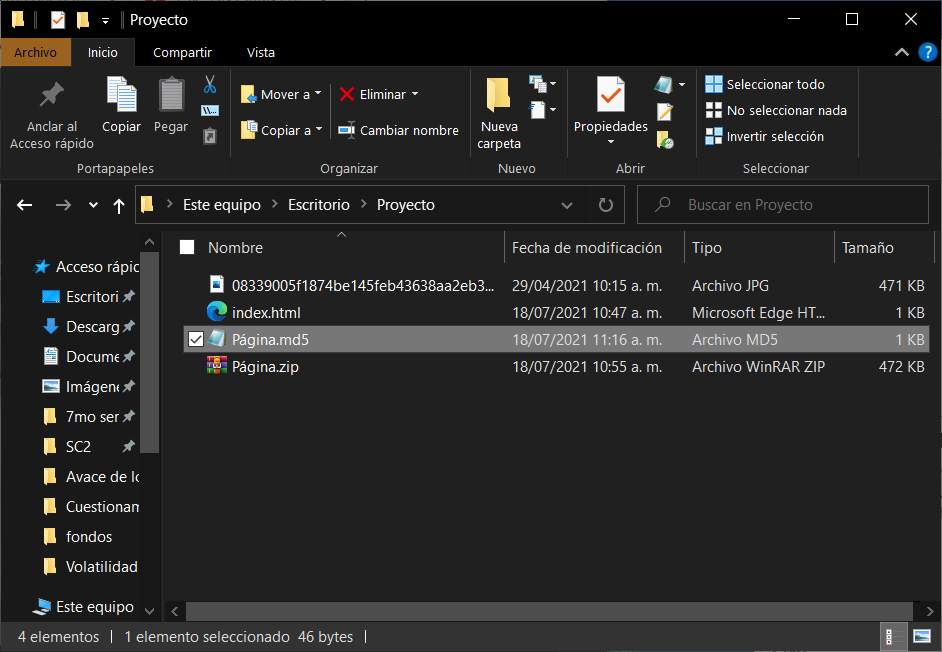 Proyecto
Archivo Inicio Compartir Vista
Anclar al Acceso rápido
Copiar
Pegar
Mover a
Copiar a
Eliminar
Cambiar nombre
Nueva carpeta
Propiedades
Seleccionar todo
No seleccionar nada
Invertir selección
Portapapeles Organizar Nuevo Abrir Seleccionar
Este equipo Escritorio Proyecto
Buscar en Proyecto
Nombre Fecha de modificación Tipo Tamaño
08339005f1874be145feb43638aa2eb3... 29/04/2021 10:15 a. m. Archivo JPG 471 KB
index.html 18/07/2021 10:47 a. m. Microsoft Edge HT... 1 KB
Página.md5 18/07/2021 11:16 a. m. Archivo MD5 1 KB
Página.zip 18/07/2021 10:55 a. m. Archivo WinRAR ZIP 472 KB
Acceso rápic
Escritori
Descarg
Docume
Imágene
7mo ser
SC2
Avace de lo
Cuestionam
fondos
Volatilidad
Este equipo
4 elementos 1 elemento seleccionado 46 bytes